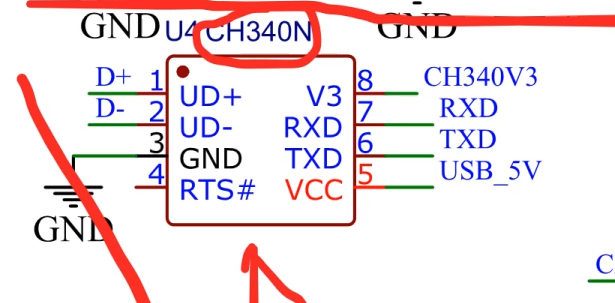 GND U4 CH340N GND
D+ 1 UD+ V3 8 CH340V3
D- 2 UD- RXD 7 RXD
3 GND TXD 6 TXD
4 RTS# VCC 5 USB_5V
GND
C